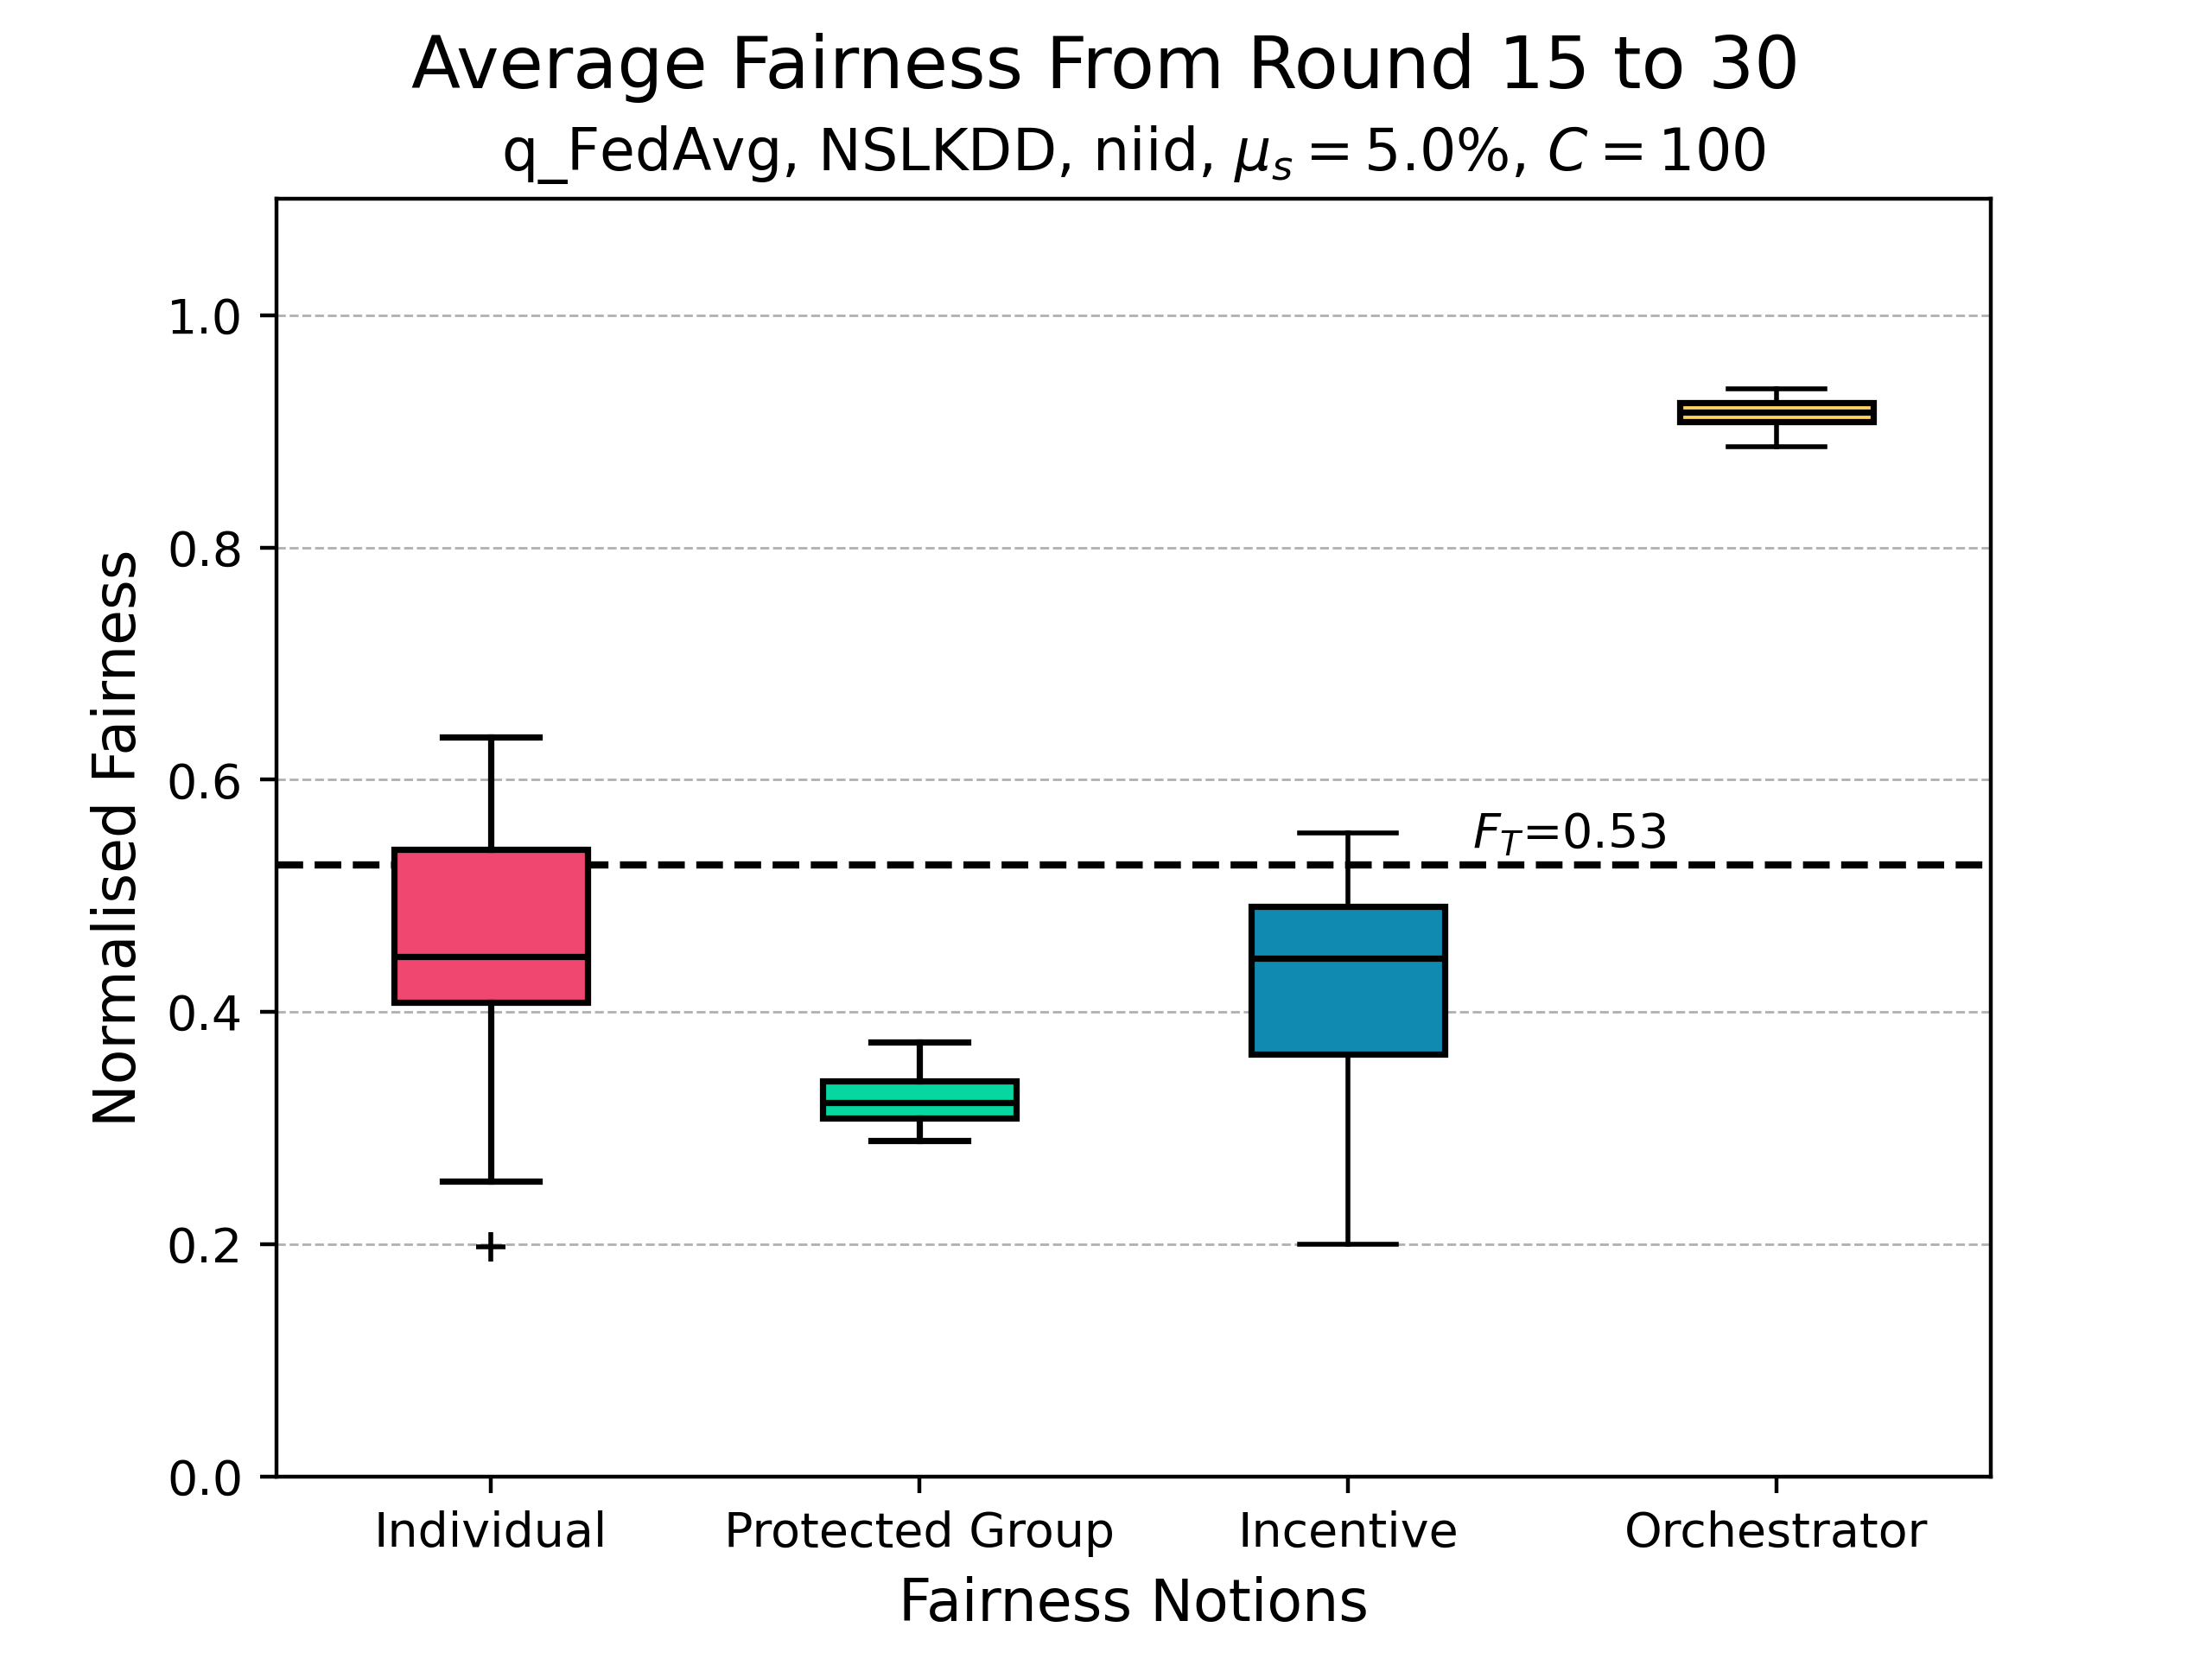 Average Fairness From Round 15 to 30
q_FedAvg, NSLKDD, niid, $\mu_s = 5.0\%$, $C = 100$
Normalised Fairness
1.0
0.8
0.6
0.4
0.2
0.0
$F_T$=0.53
Individual Protected Group Incentive Orchestrator
Fairness Notions